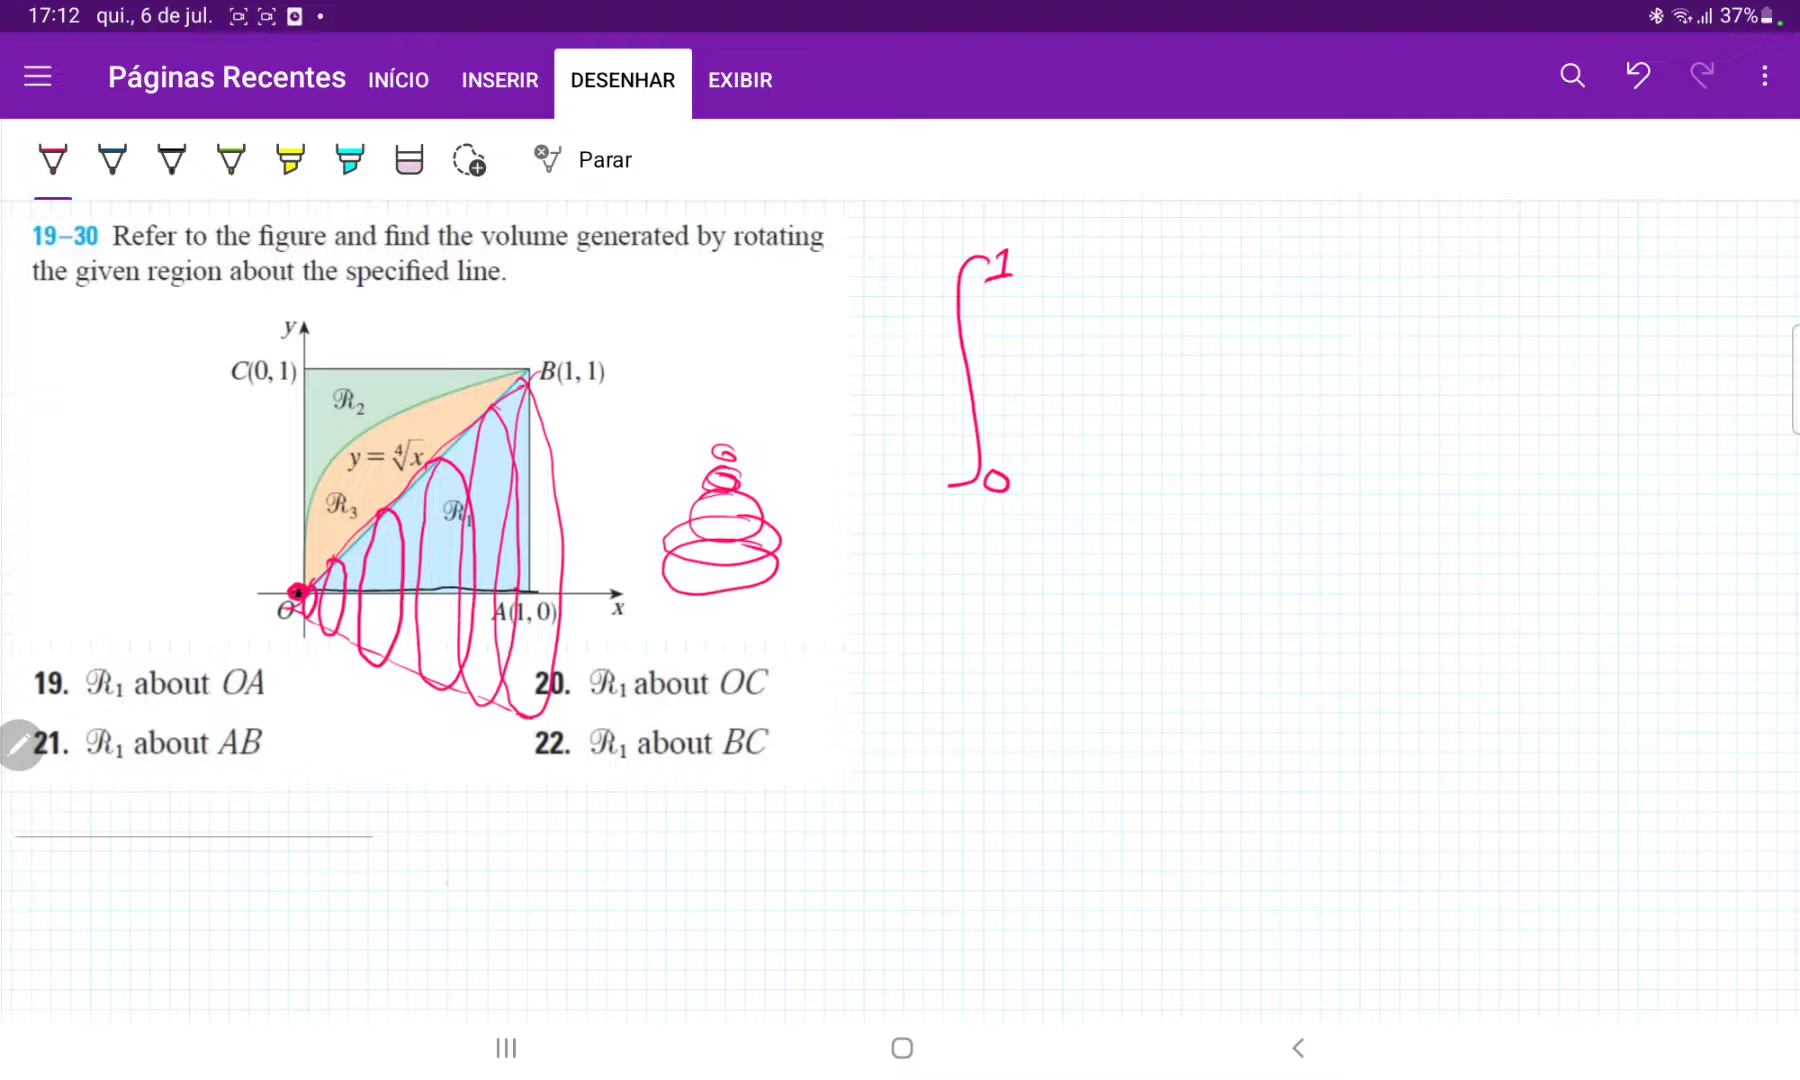 17:12 qui., 6 de jul.
37%
Páginas Recentes INÍCIO INSERIR DESENHAR EXIBIR
Parar
19–30 Refer to the figure and find the volume generated by rotating
the given region about the specified line.
y
C(0, 1)
B(1, 1)
ℛ₂
y = ∜x
ℛ₃
ℛ₁
O
A(1, 0)
x
19. ℛ₁ about OA
20. ℛ₁ about OC
21. ℛ₁ about AB
22. ℛ₁ about BC
∫
1
0